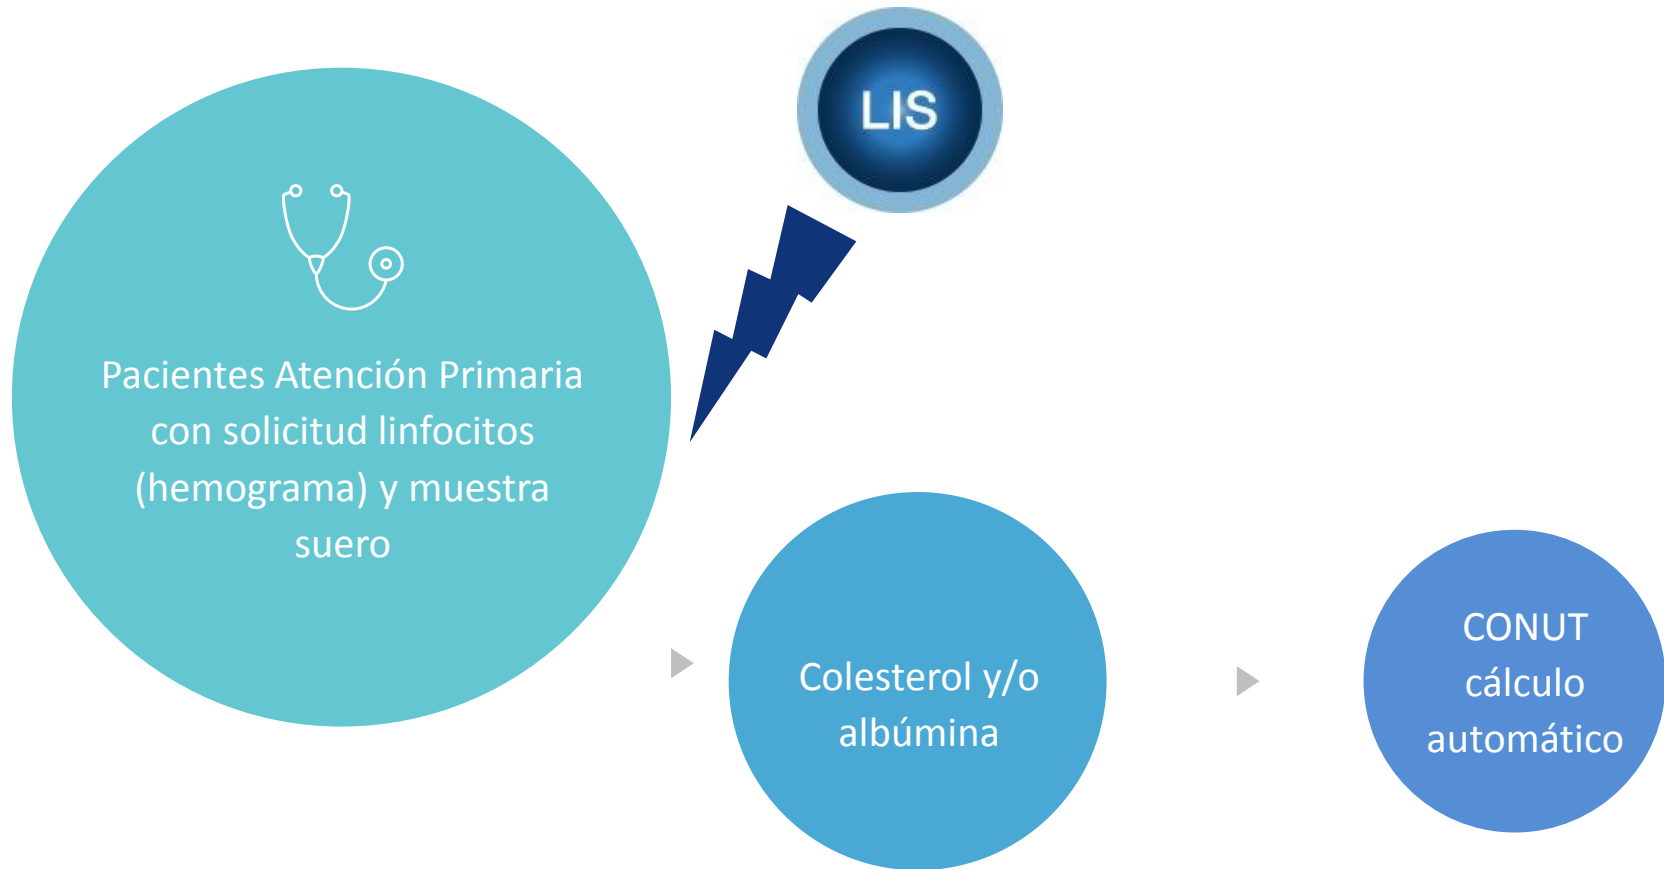 LIS
Pacientes Atención Primaria
con solicitud linfocitos
(hemograma) y muestra
suero
Colesterol y/o
albúmina
CONUT
cálculo
automático